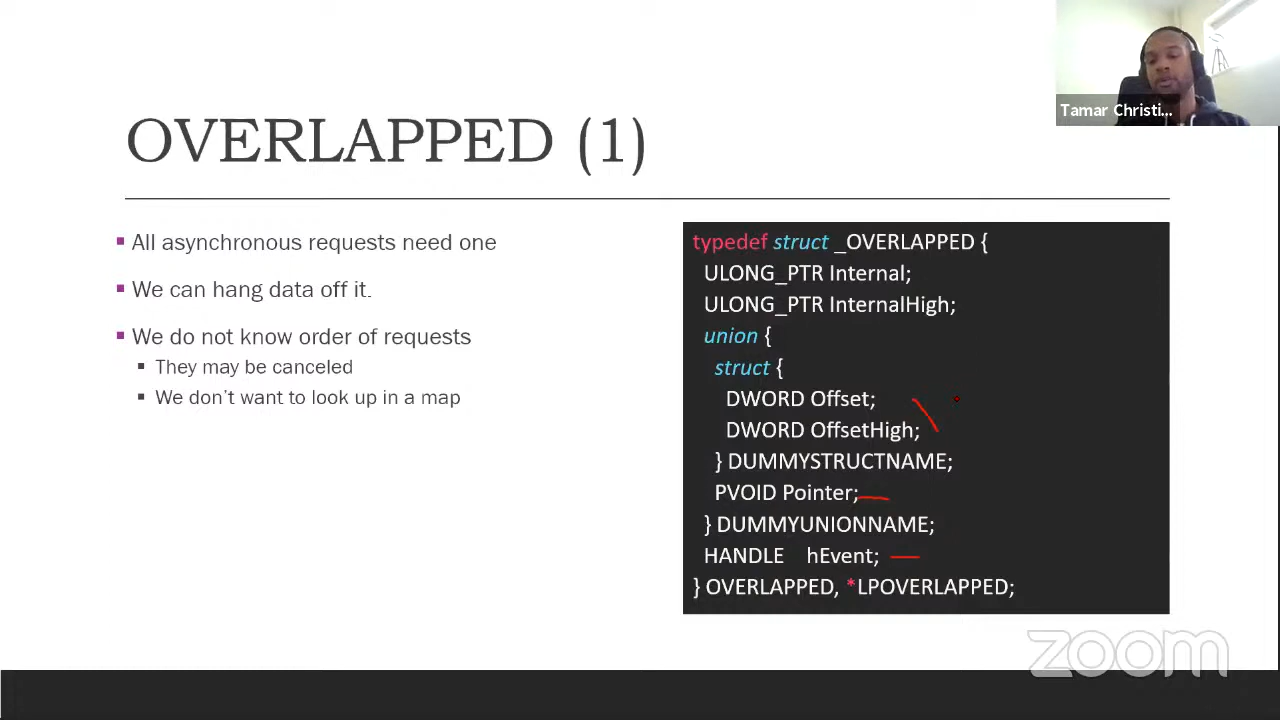 Tamar Christi...
OVERLAPPED (1)
All asynchronous requests need one
We can hang data off it.
We do not know order of requests
They may be canceled
We don't want to look up in a map
typedef struct _OVERLAPPED {
ULONG_PTR Internal;
ULONG_PTR InternalHigh;
union {
struct {
DWORD Offset;
DWORD OffsetHigh;
} DUMMYSTRUCTNAME;
PVOID Pointer;
} DUMMYUNIONNAME;
HANDLE hEvent;
} OVERLAPPED, *LPOVERLAPPED;
zoom